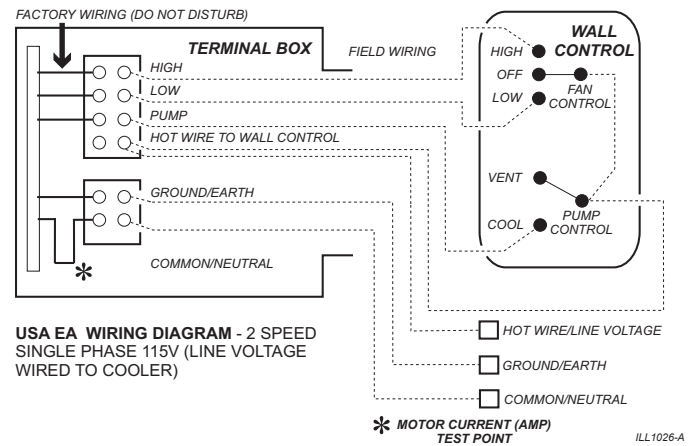 FACTORY WIRING (DO NOT DISTURB)
TERMINAL BOX
FIELD WIRING
WALL
CONTROL
HIGH
LOW
PUMP
HOT WIRE TO WALL CONTROL
GROUND/EARTH
COMMON/NEUTRAL
HIGH
OFF
LOW
FAN
CONTROL
VENT
COOL
PUMP
CONTROL
USA EA WIRING DIAGRAM - 2 SPEED
SINGLE PHASE 115V (LINE VOLTAGE
WIRED TO COOLER)
HOT WIRE/LINE VOLTAGE
GROUND/EARTH
COMMON/NEUTRAL
* MOTOR CURRENT (AMP)
TEST POINT
ILL1026-A